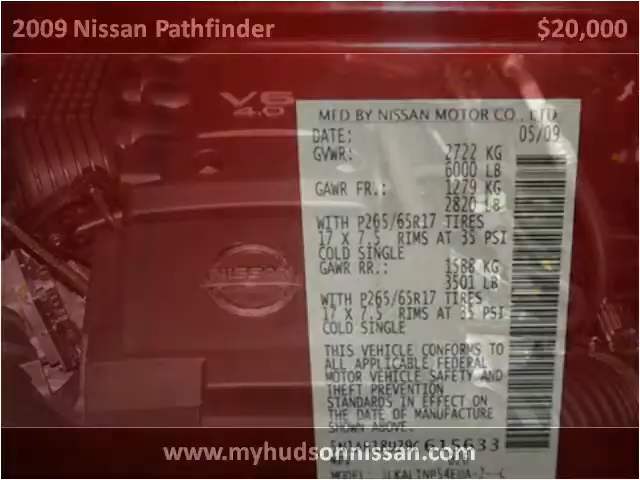 2009 Nissan Pathfinder $20,000
V6
4.0
NISSAN
MFD BY NISSAN MOTOR CO., LTD.
DATE: 05/09
GVWR: 2722 KG
6000 LB
GAWR FR.: 1279 KG
2820 LB
WITH P265/65R17 TIRES
17 X 7.5 RIMS AT 35 PSI
COLD SINGLE
GAWR RR.: 1588 KG
3501 LB
WITH P265/65R17 TIRES
17 X 7.5 RIMS AT 35 PSI
COLD SINGLE
THIS VEHICLE CONFORMS TO
ALL APPLICABLE FEDERAL
MOTOR VEHICLE SAFETY AND
THEFT PREVENTION
STANDARDS IN EFFECT ON
THE DATE OF MANUFACTURE
SHOWN ABOVE.
www.myhudsonnissan.com
MODEL: